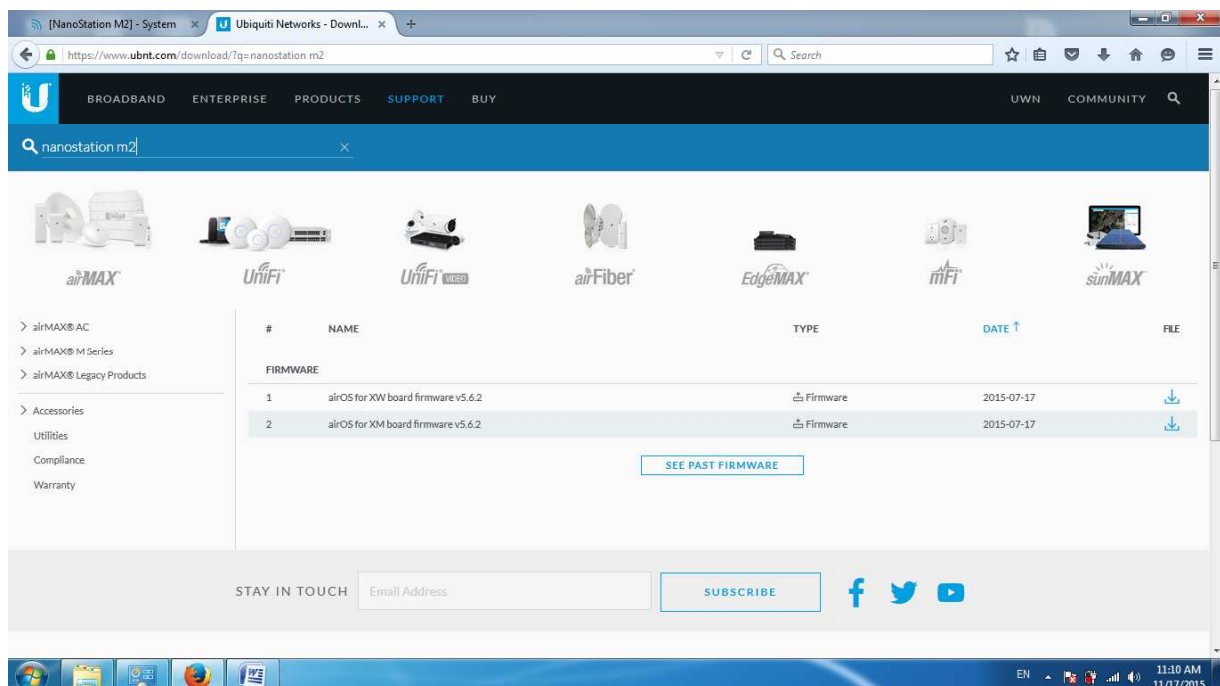 [NanoStation M2] - System
Ubiquiti Networks - Downl...
https://www.ubnt.com/download/?q=nanostation m2
Search
BROADBAND ENTERPRISE PRODUCTS SUPPORT BUY UWN COMMUNITY
nanostation m2
airMAX UniFi UniFi VIDEO airFiber EdgeMAX mFi sunMAX
airMAX® AC
airMAX® M Series
airMAX® Legacy Products
Accessories
Utilities
Compliance
Warranty
# NAME TYPE DATE FILE
FIRMWARE
1 airOS for XW board firmware v5.6.2 Firmware 2015-07-17
2 airOS for XM board firmware v5.6.2 Firmware 2015-07-17
SEE PAST FIRMWARE
STAY IN TOUCH Email Address SUBSCRIBE
EN 11:10 AM
11/17/2015